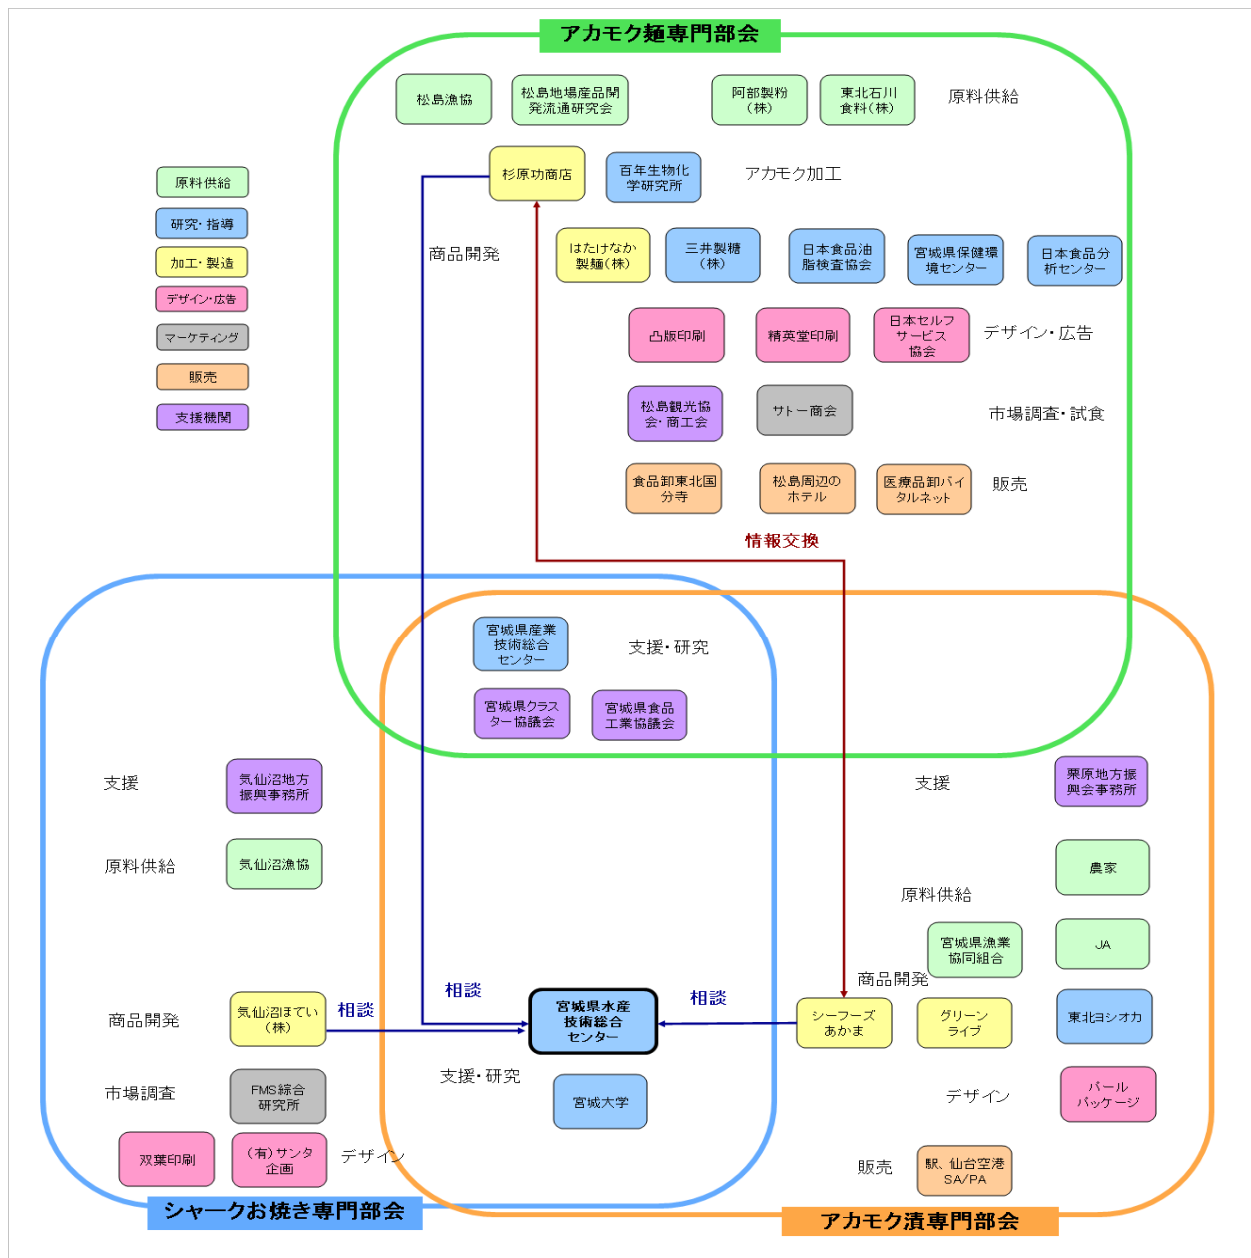 アカモク麺専門部会
松島漁協
松島地場産品開
発流通研究会
阿部製粉
（株）
東北石川
食料（株）
原料供給
杉原功商店
百年生物化
学研究所
アカモク加工
原料供給
研究・指導
加工・製造
デザイン・広告
マーケティング
販売
支援機関
商品開発
はたけなか
製麺（株）
三井製糖
（株）
日本食品油
脂検査協会
宮城県保健環
境センター
日本食品分
析センター
凸版印刷
精英堂印刷
日本セルフ
サービス
協会
デザイン・広告
松島観光協
会・商工会
サトー商会
市場調査・試食
食品卸東北国
分寺
松島周辺の
ホテル
医療品卸バイ
タルネット
販売
情報交換
宮城県産業
技術総合
センター
支援・研究
宮城県クラス
ター協議会
宮城県食品
工業協議会
支援
気仙沼地方
振興事務所
原料供給
気仙沼漁協
商品開発
気仙沼ほてい
（株）
相談
相談
宮城県水産
技術総合
センター
相談
支援・研究
宮城大学
市場調査
FMS綜合
研究所
双葉印刷
（有）サンタ
企画
デザイン
シャークお焼き専門部会
支援
栗原地方振
興会事務所
農家
原料供給
宮城県漁業
協同組合
JA
商品開発
シーフーズ
あかま
グリーン
ライブ
東北ヨシオカ
デザイン
パール
パッケージ
販売
駅、仙台空港
SA/PA
アカモク漬専門部会